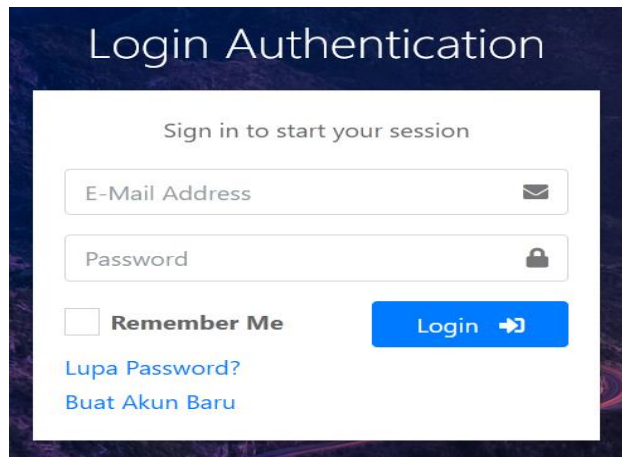 Login Authentication
Sign in to start your session
E-Mail Address
Password
Remember Me
Login
Lupa Password?
Buat Akun Baru